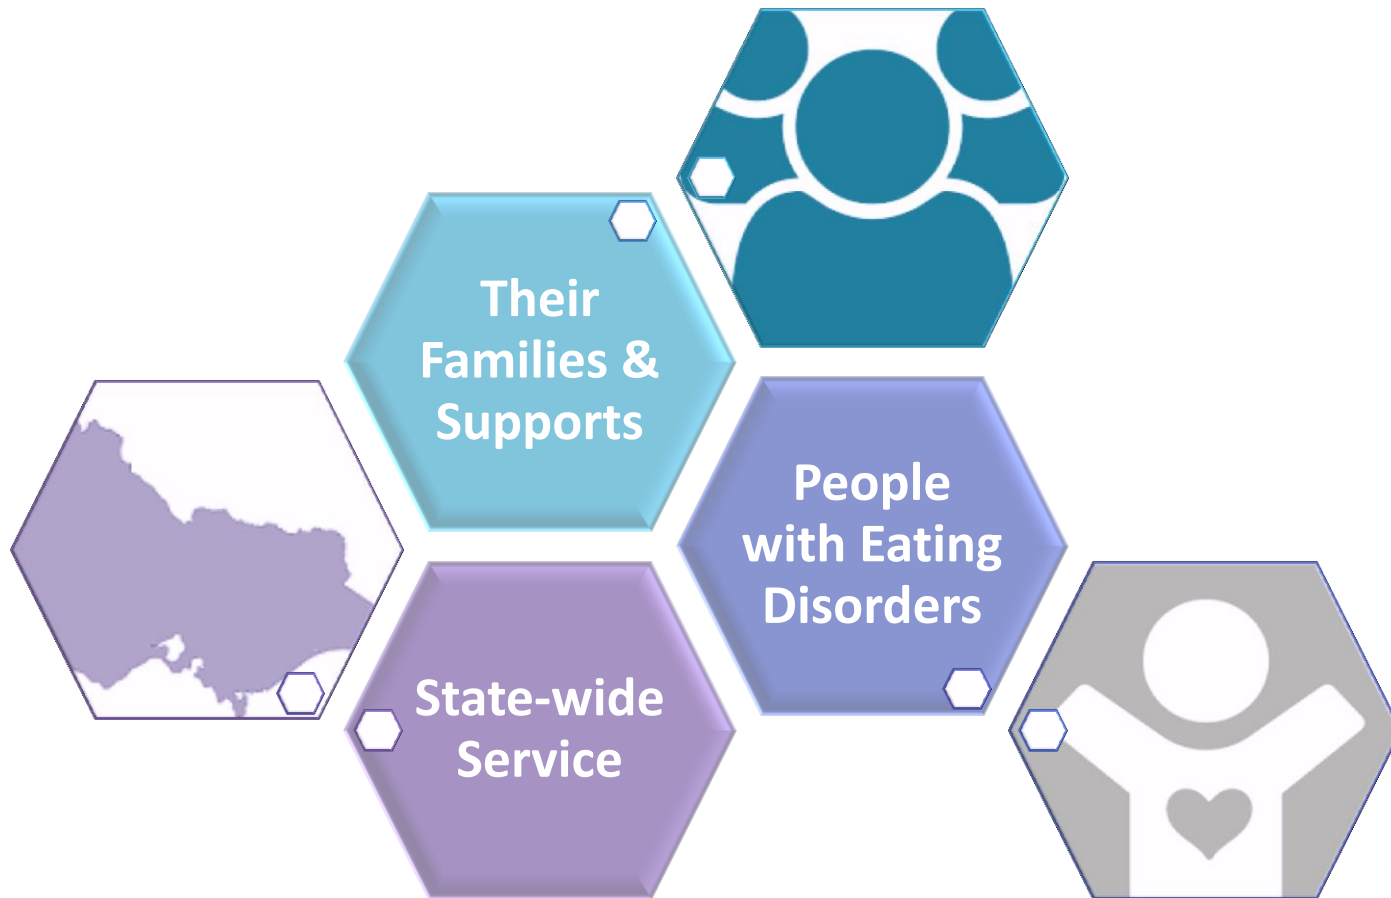 Their
Families &
Supports
People
with Eating
Disorders
State-wide
Service